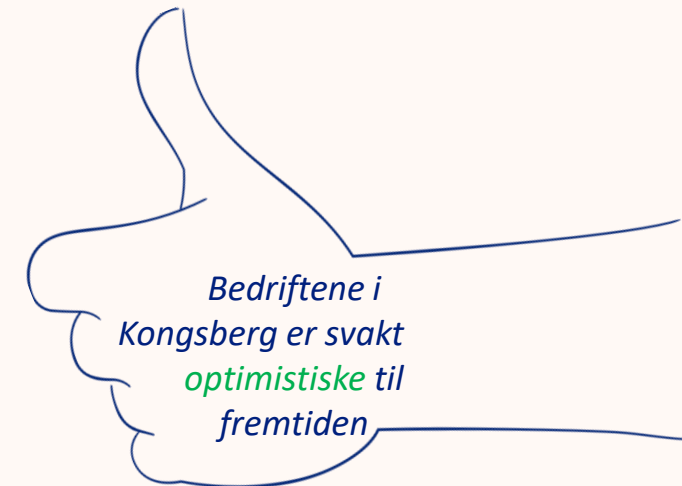 Bedriftene i
Kongsberg er svakt
optimistiske til
fremtiden